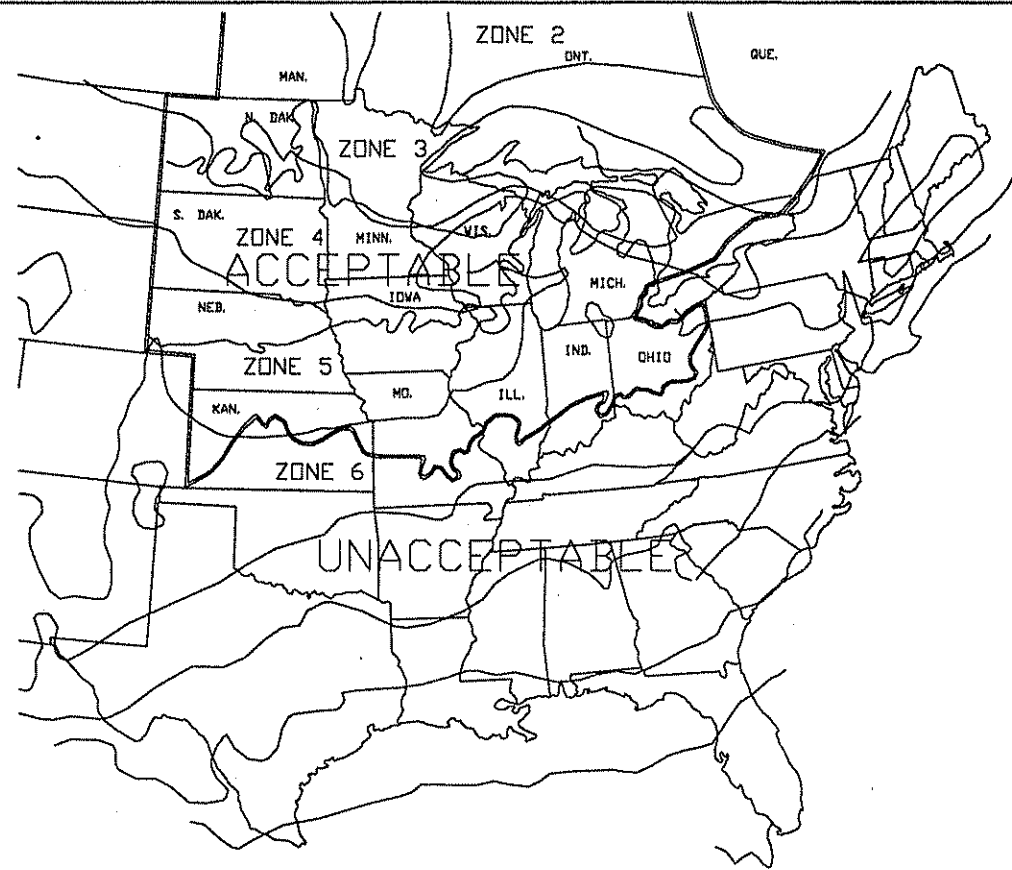 ZONE 2
ONT.
QUE.
MAN.
N. DAK
ZONE 3
S. DAK.
ZONE 4
MINN.
WIS.
ACCEPTABLE
MICH.
IOWA
NEB.
IND.
OHIO
ZONE 5
MO.
ILL.
KAN.
ZONE 6
UNACCEPTABLE